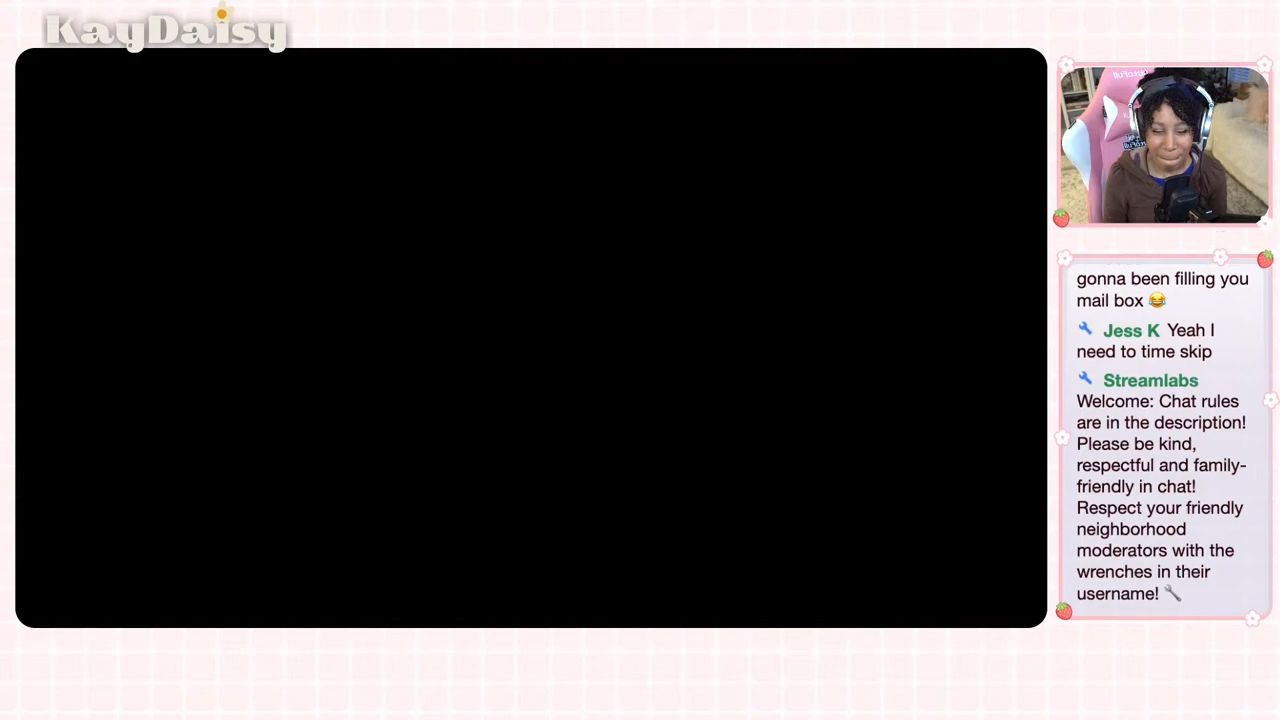 KayDaisy
gonna been filling you
mail box 😂
Jess K Yeah I
need to time skip
Streamlabs
Welcome: Chat rules
are in the description!
Please be kind,
respectful and family-
friendly in chat!
Respect your friendly
neighborhood
moderators with the
wrenches in their
username! 🔧